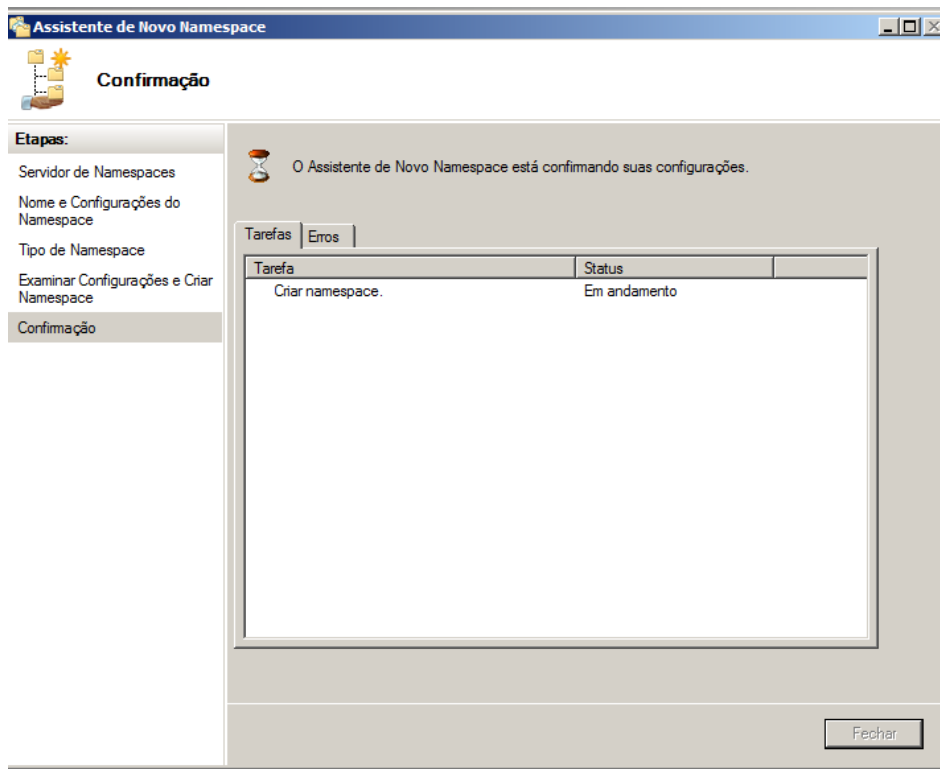 Assistente de Novo Namespace
Confirmação
Etapas:
Servidor de Namespaces
Nome e Configurações do
Namespace
Tipo de Namespace
Examinar Configurações e Criar
Namespace
Confirmação
O Assistente de Novo Namespace está confirmando suas configurações.
Tarefas Erros
Tarefa Status
Criar namespace. Em andamento
Fechar